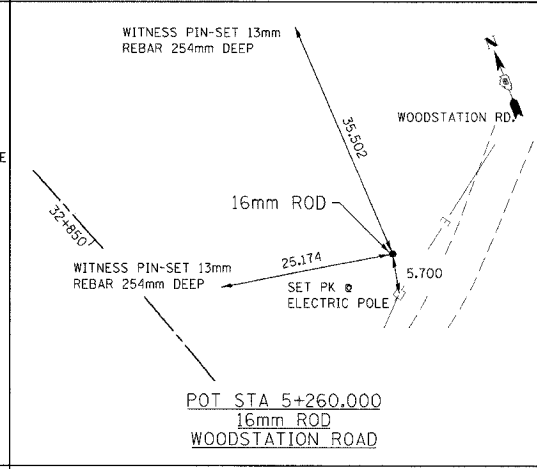 WITNESS PIN-SET 13mm
REBAR 254mm DEEP
N
WOODSTATION RD.
35.502
E
32+850
16mm ROD
E
WITNESS PIN-SET 13mm
REBAR 254mm DEEP
25.174
5.700
SET PK @
ELECTRIC POLE
POT STA 5+260.000
16mm ROD
WOODSTATION ROAD